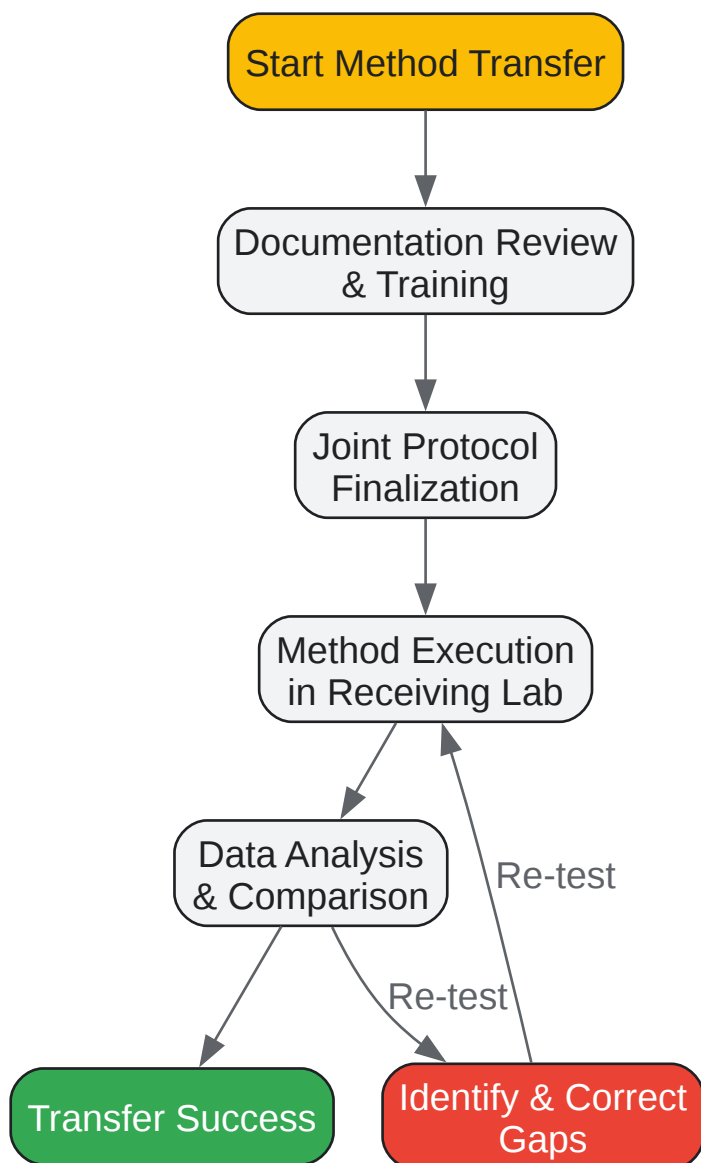 Start Method Transfer
Documentation Review
& Training
Joint Protocol
Finalization
Method Execution
in Receiving Lab
Data Analysis
& Comparison
Re-test
Re-test
Transfer Success
Identify & Correct
Gaps